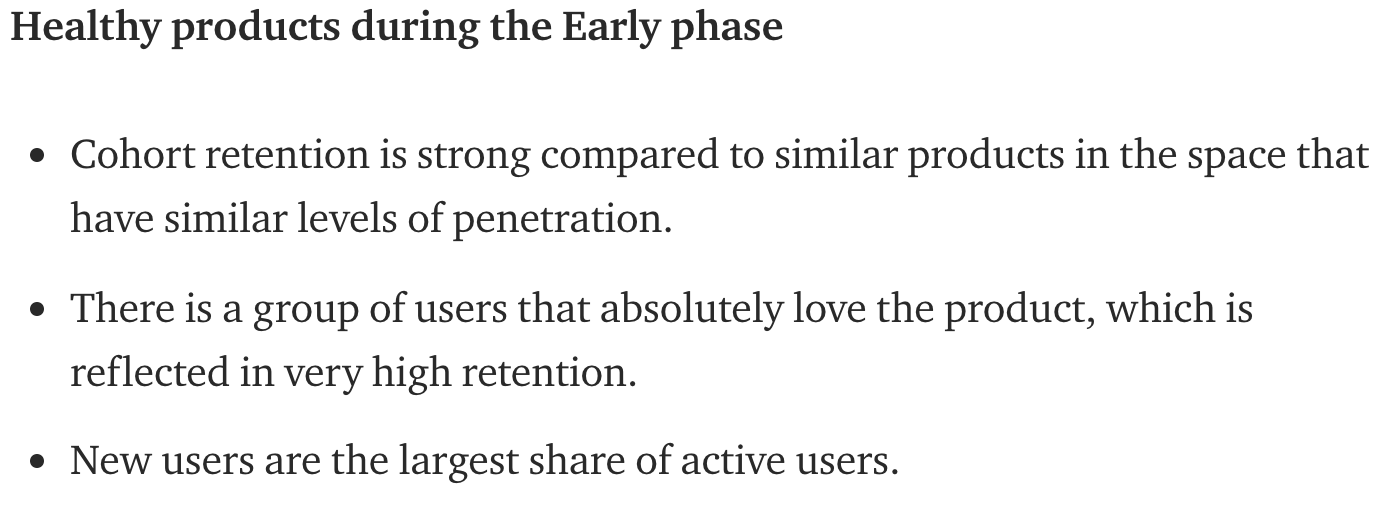 Healthy products during the Early phase
• Cohort retention is strong compared to similar products in the space that
have similar levels of penetration.
• There is a group of users that absolutely love the product, which is
reflected in very high retention.
• New users are the largest share of active users.